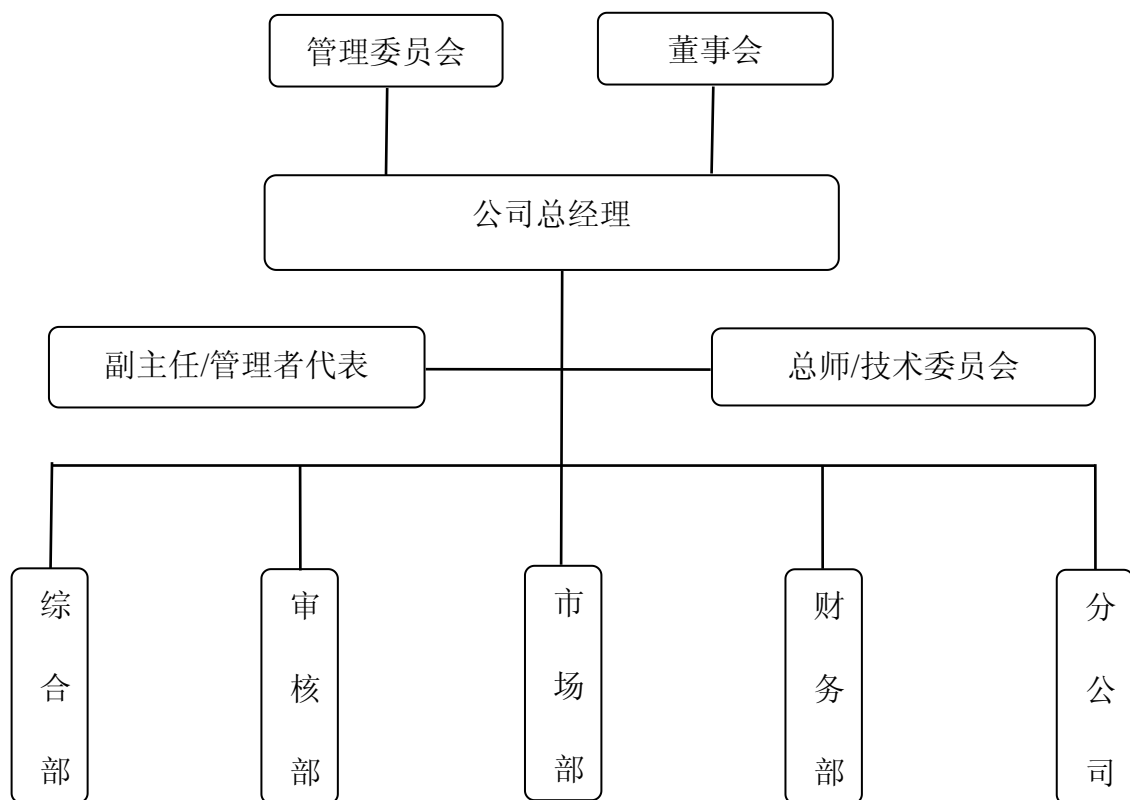 管理委员会
董事会
公司总经理
副主任/管理者代表
总师/技术委员会
综合部
审核部
市场部
财务部
分公司